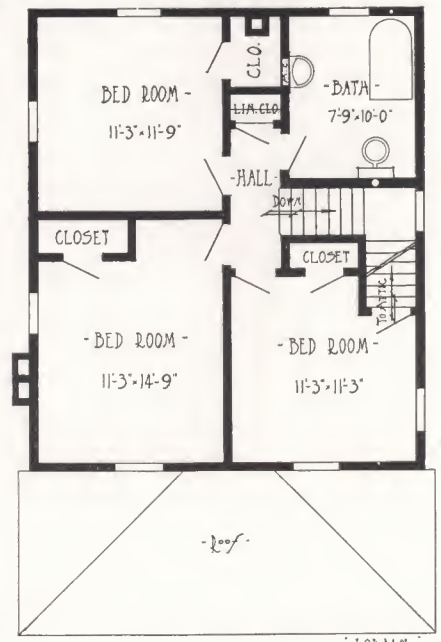 CLO.
BED ROOM -
11'-3"×11'-9"
LIN. CLO.
M.C.
- BATH -
7'-9"×10'-0"
- HALL -
DOWN
CLOSET
CLOSET
TO ATTIC
- BED ROOM -
11'-3"×14'-9"
- BED ROOM -
11'-3"×11'-3"
- Roof -